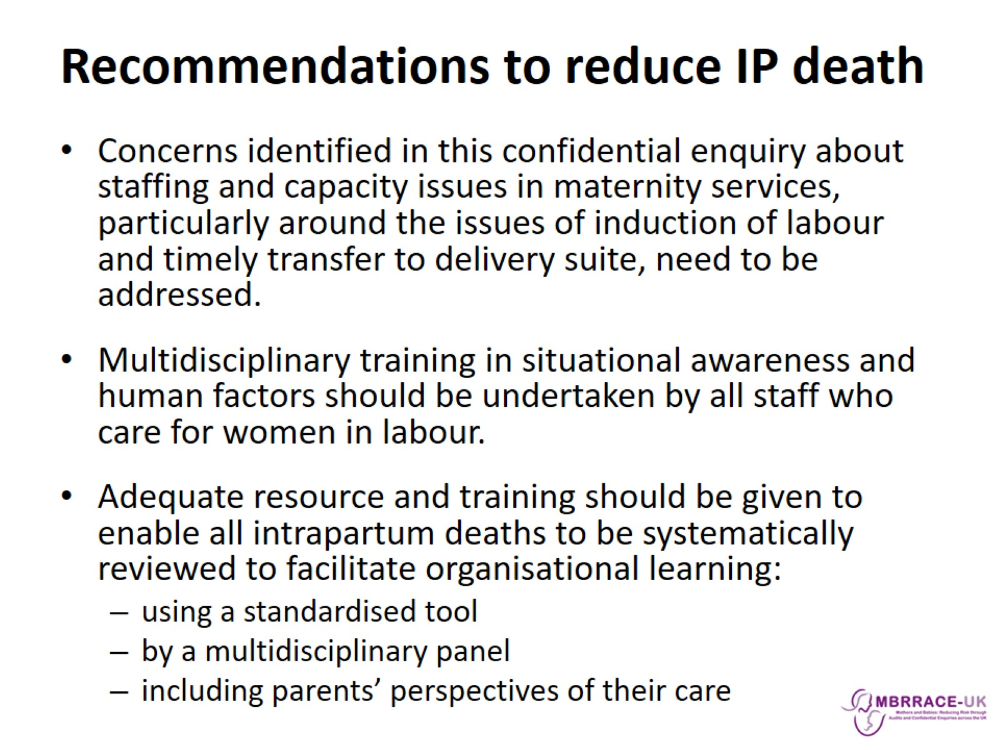 Recommendations to reduce IP death
• Concerns identified in this confidential enquiry about
staffing and capacity issues in maternity services,
particularly around the issues of induction of labour
and timely transfer to delivery suite, need to be
addressed.
• Multidisciplinary training in situational awareness and
human factors should be undertaken by all staff who
care for women in labour.
• Adequate resource and training should be given to
enable all intrapartum deaths to be systematically
reviewed to facilitate organisational learning:
– using a standardised tool
– by a multidisciplinary panel
– including parents’ perspectives of their care
MBRRACE-UK
Mothers and Babies: Reducing Risk through
Audits and Confidential Enquiries across the UK